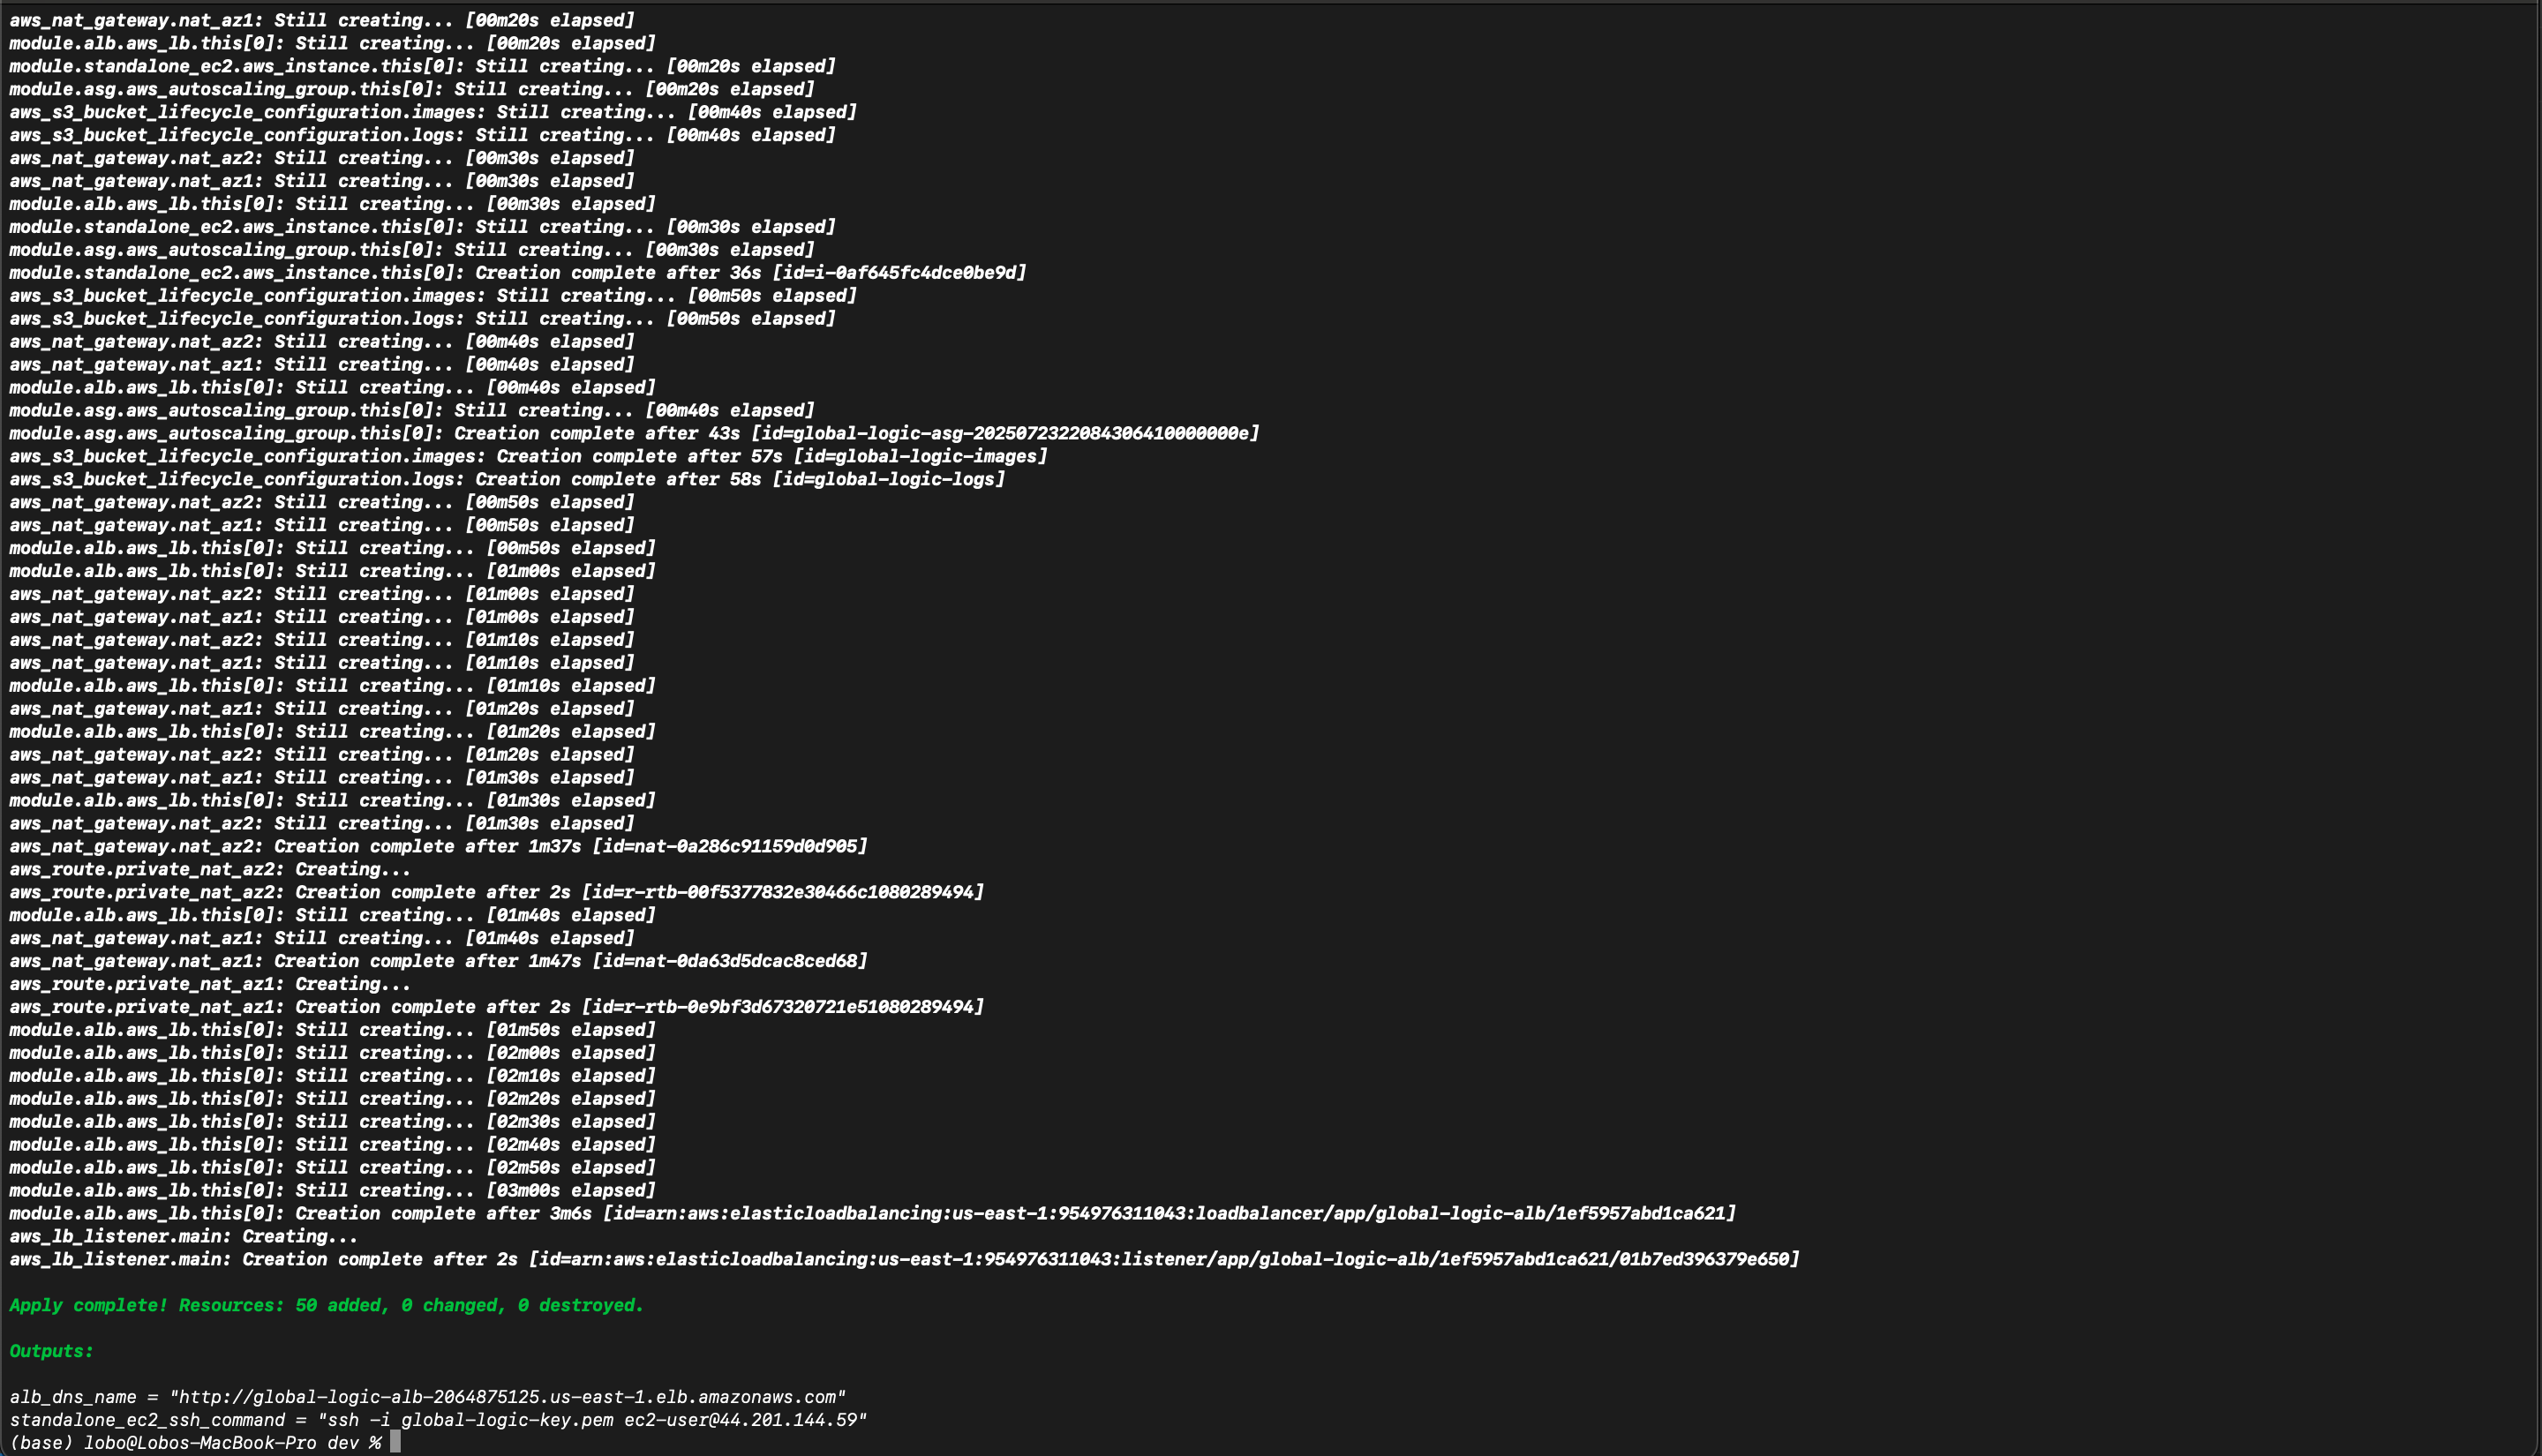 aws_nat_gateway.nat_az1: Still creating... [00m20s elapsed]
module.alb.aws_lb.this[0]: Still creating... [00m20s elapsed]
module.standalone_ec2.aws_instance.this[0]: Still creating... [00m20s elapsed]
module.asg.aws_autoscaling_group.this[0]: Still creating... [00m20s elapsed]
aws_s3_bucket_lifecycle_configuration.images: Still creating... [00m40s elapsed]
aws_s3_bucket_lifecycle_configuration.logs: Still creating... [00m40s elapsed]
aws_nat_gateway.nat_az2: Still creating... [00m30s elapsed]
aws_nat_gateway.nat_az1: Still creating... [00m30s elapsed]
module.alb.aws_lb.this[0]: Still creating... [00m30s elapsed]
module.standalone_ec2.aws_instance.this[0]: Still creating... [00m30s elapsed]
module.asg.aws_autoscaling_group.this[0]: Still creating... [00m30s elapsed]
module.standalone_ec2.aws_instance.this[0]: Creation complete after 36s [id=i-0af645fc4dce0be9d]
aws_s3_bucket_lifecycle_configuration.images: Still creating... [00m50s elapsed]
aws_s3_bucket_lifecycle_configuration.logs: Still creating... [00m50s elapsed]
aws_nat_gateway.nat_az2: Still creating... [00m40s elapsed]
aws_nat_gateway.nat_az1: Still creating... [00m40s elapsed]
module.alb.aws_lb.this[0]: Still creating... [00m40s elapsed]
module.asg.aws_autoscaling_group.this[0]: Still creating... [00m40s elapsed]
module.asg.aws_autoscaling_group.this[0]: Creation complete after 43s [id=global-logic-asg-2025072322084306410000000e]
aws_s3_bucket_lifecycle_configuration.images: Creation complete after 57s [id=global-logic-images]
aws_s3_bucket_lifecycle_configuration.logs: Creation complete after 58s [id=global-logic-logs]
aws_nat_gateway.nat_az2: Still creating... [00m50s elapsed]
aws_nat_gateway.nat_az1: Still creating... [00m50s elapsed]
module.alb.aws_lb.this[0]: Still creating... [00m50s elapsed]
module.alb.aws_lb.this[0]: Still creating... [01m00s elapsed]
aws_nat_gateway.nat_az2: Still creating... [01m00s elapsed]
aws_nat_gateway.nat_az1: Still creating... [01m00s elapsed]
aws_nat_gateway.nat_az2: Still creating... [01m10s elapsed]
aws_nat_gateway.nat_az1: Still creating... [01m10s elapsed]
module.alb.aws_lb.this[0]: Still creating... [01m10s elapsed]
aws_nat_gateway.nat_az1: Still creating... [01m20s elapsed]
module.alb.aws_lb.this[0]: Still creating... [01m20s elapsed]
aws_nat_gateway.nat_az2: Still creating... [01m20s elapsed]
aws_nat_gateway.nat_az1: Still creating... [01m30s elapsed]
module.alb.aws_lb.this[0]: Still creating... [01m30s elapsed]
aws_nat_gateway.nat_az2: Still creating... [01m30s elapsed]
aws_nat_gateway.nat_az2: Creation complete after 1m37s [id=nat-0a286c91159d0d905]
aws_route.private_nat_az2: Creating...
aws_route.private_nat_az2: Creation complete after 2s [id=r-rtb-00f5377832e30466c1080289494]
module.alb.aws_lb.this[0]: Still creating... [01m40s elapsed]
aws_nat_gateway.nat_az1: Still creating... [01m40s elapsed]
aws_nat_gateway.nat_az1: Creation complete after 1m47s [id=nat-0da63d5dcac8ced68]
aws_route.private_nat_az1: Creating...
aws_route.private_nat_az1: Creation complete after 2s [id=r-rtb-0e9bf3d67320721e51080289494]
module.alb.aws_lb.this[0]: Still creating... [01m50s elapsed]
module.alb.aws_lb.this[0]: Still creating... [02m00s elapsed]
module.alb.aws_lb.this[0]: Still creating... [02m10s elapsed]
module.alb.aws_lb.this[0]: Still creating... [02m20s elapsed]
module.alb.aws_lb.this[0]: Still creating... [02m30s elapsed]
module.alb.aws_lb.this[0]: Still creating... [02m40s elapsed]
module.alb.aws_lb.this[0]: Still creating... [02m50s elapsed]
module.alb.aws_lb.this[0]: Still creating... [03m00s elapsed]
module.alb.aws_lb.this[0]: Creation complete after 3m6s [id=arn:aws:elasticloadbalancing:us-east-1:954976311043:loadbalancer/app/global-logic-alb/1ef5957abd1ca621]
aws_lb_listener.main: Creating...
aws_lb_listener.main: Creation complete after 2s [id=arn:aws:elasticloadbalancing:us-east-1:954976311043:listener/app/global-logic-alb/1ef5957abd1ca621/01b7ed396379e650]
Apply complete! Resources: 50 added, 0 changed, 0 destroyed.
Outputs:
alb_dns_name = "http://global-logic-alb-2064875125.us-east-1.elb.amazonaws.com"
standalone_ec2_ssh_command = "ssh -i global-logic-key.pem ec2-user@44.201.144.59"
(base) lobo@Lobos-MacBook-Pro dev %